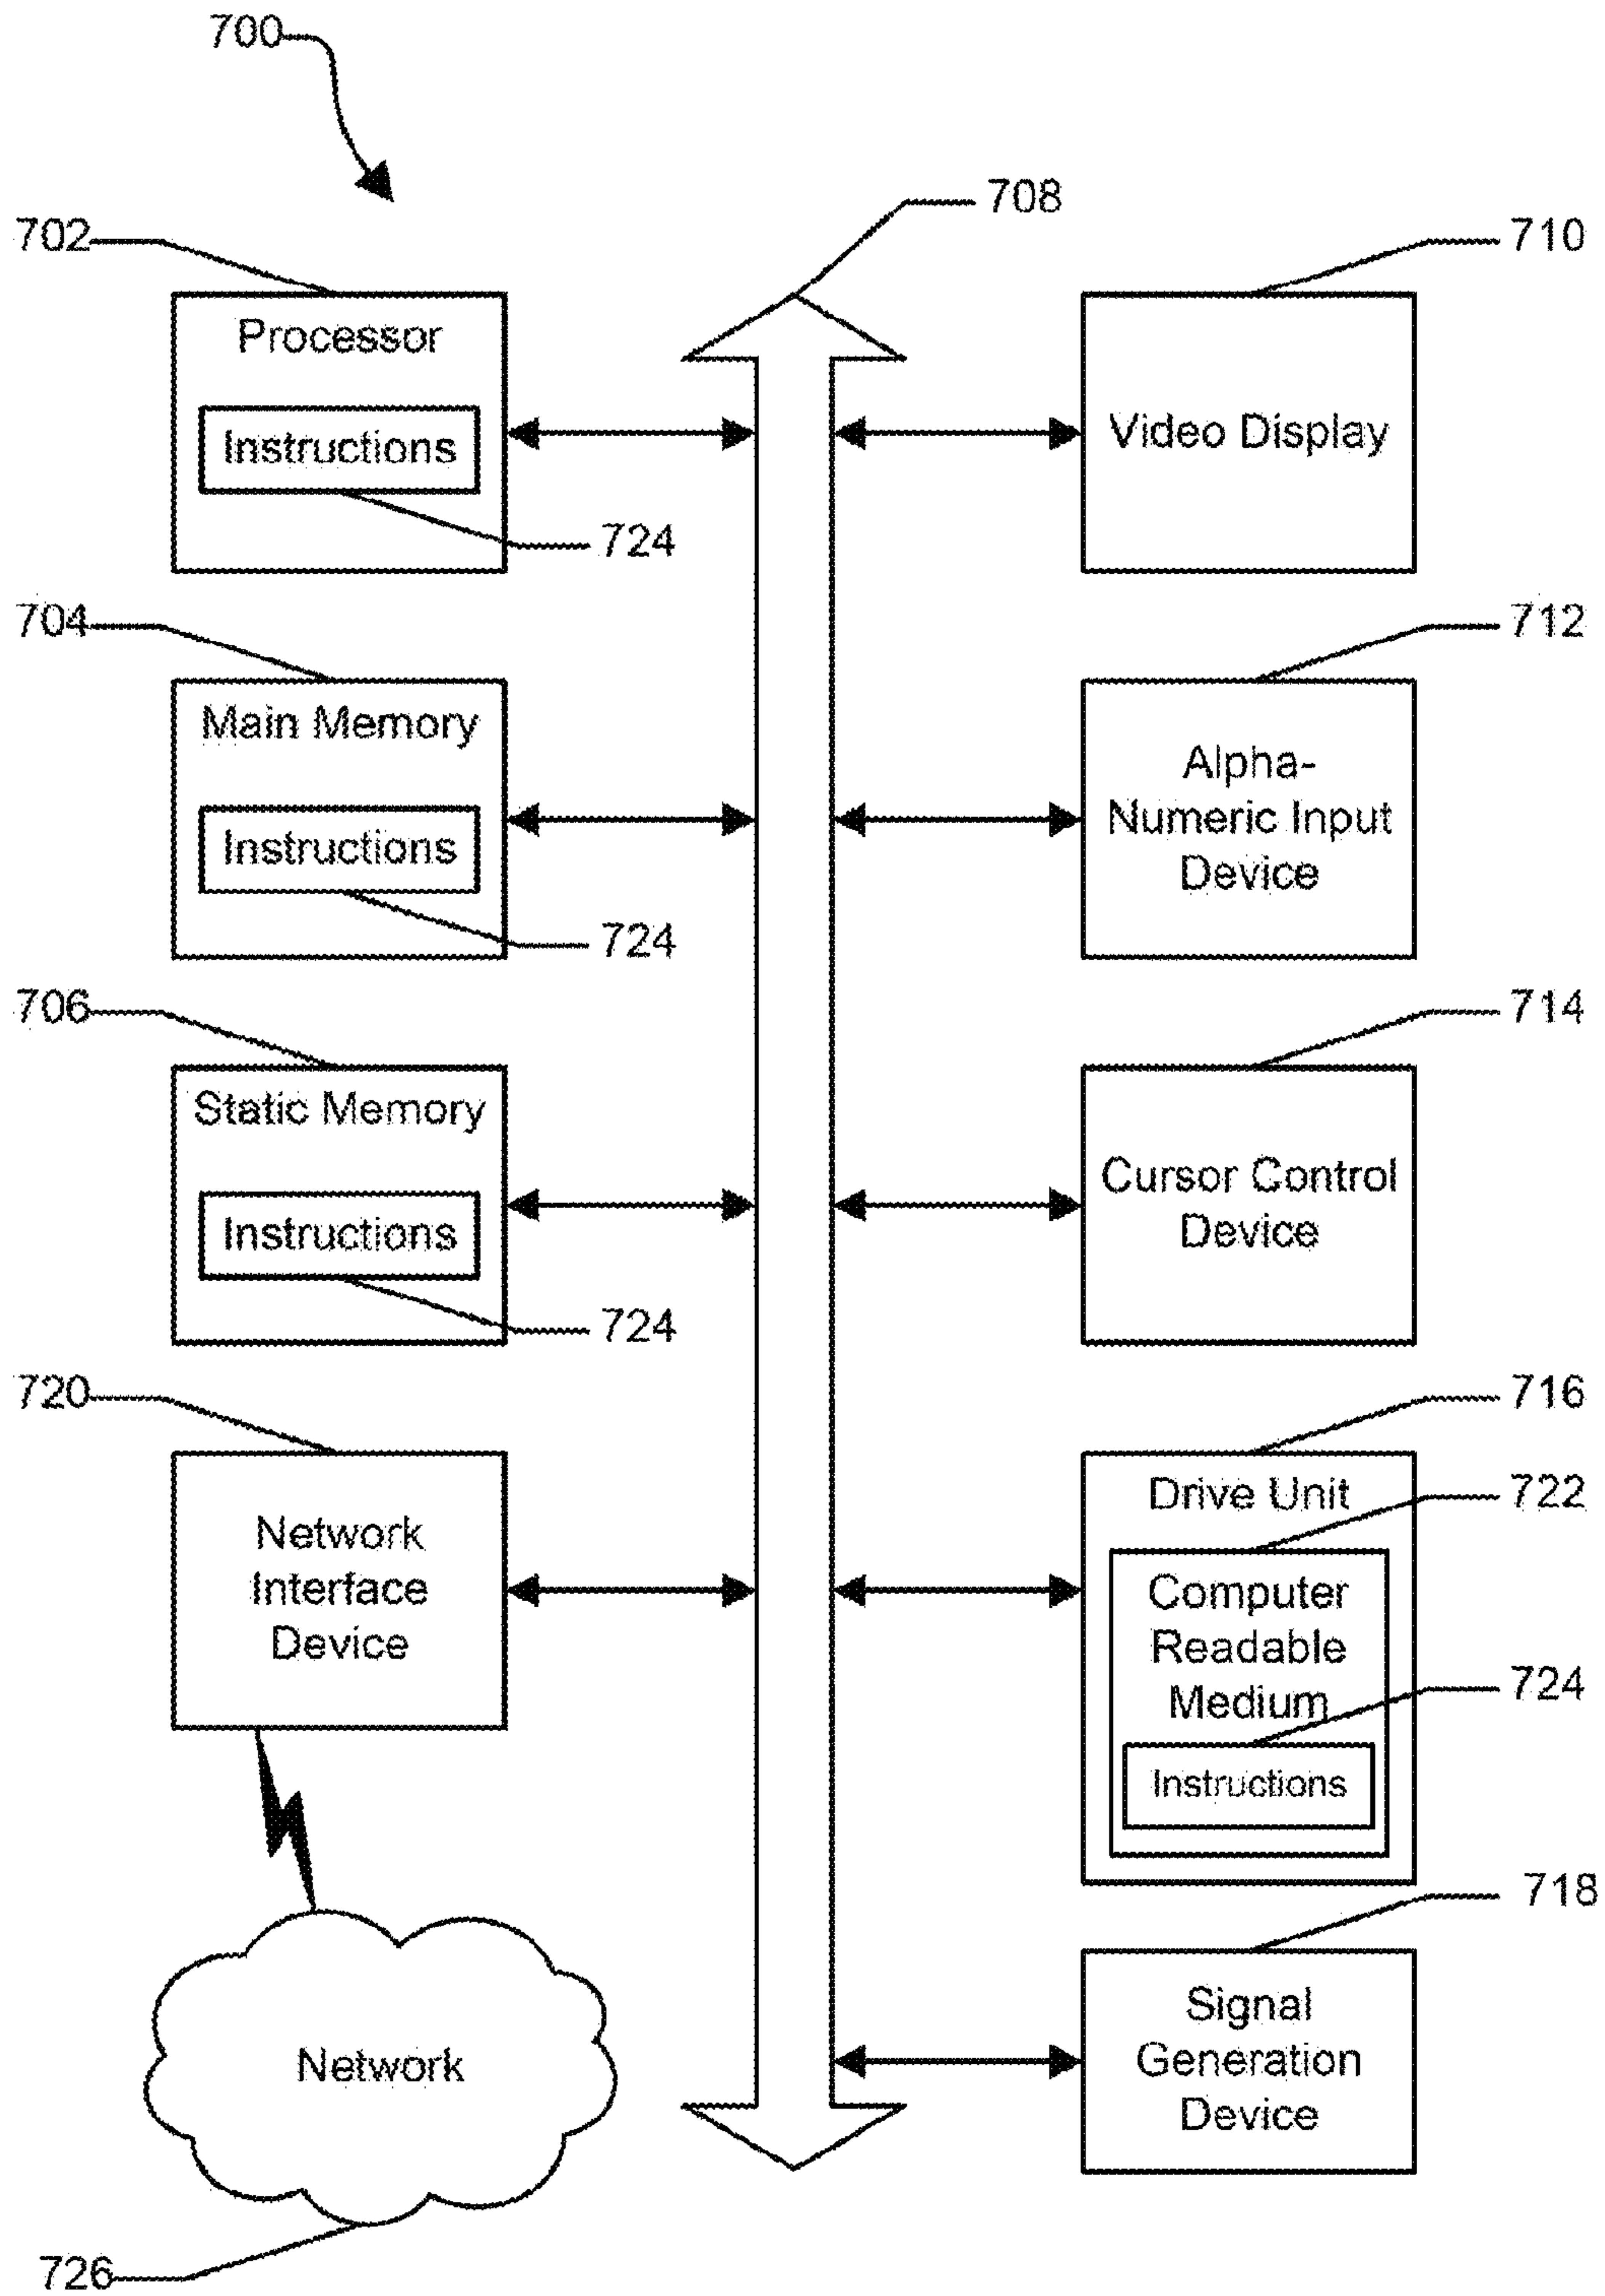 700
708
702
710
Processor
Instructions
724
Video Display
704
712
Main Memory
Instructions
724
Alpha-
Numeric Input
Device
706
714
Static Memory
Instructions
724
Cursor Control
Device
720
716
Network
Interface
Device
Drive Unit
722
Computer
Readable
Medium
724
Instructions
718
Signal
Generation
Device
Network
726